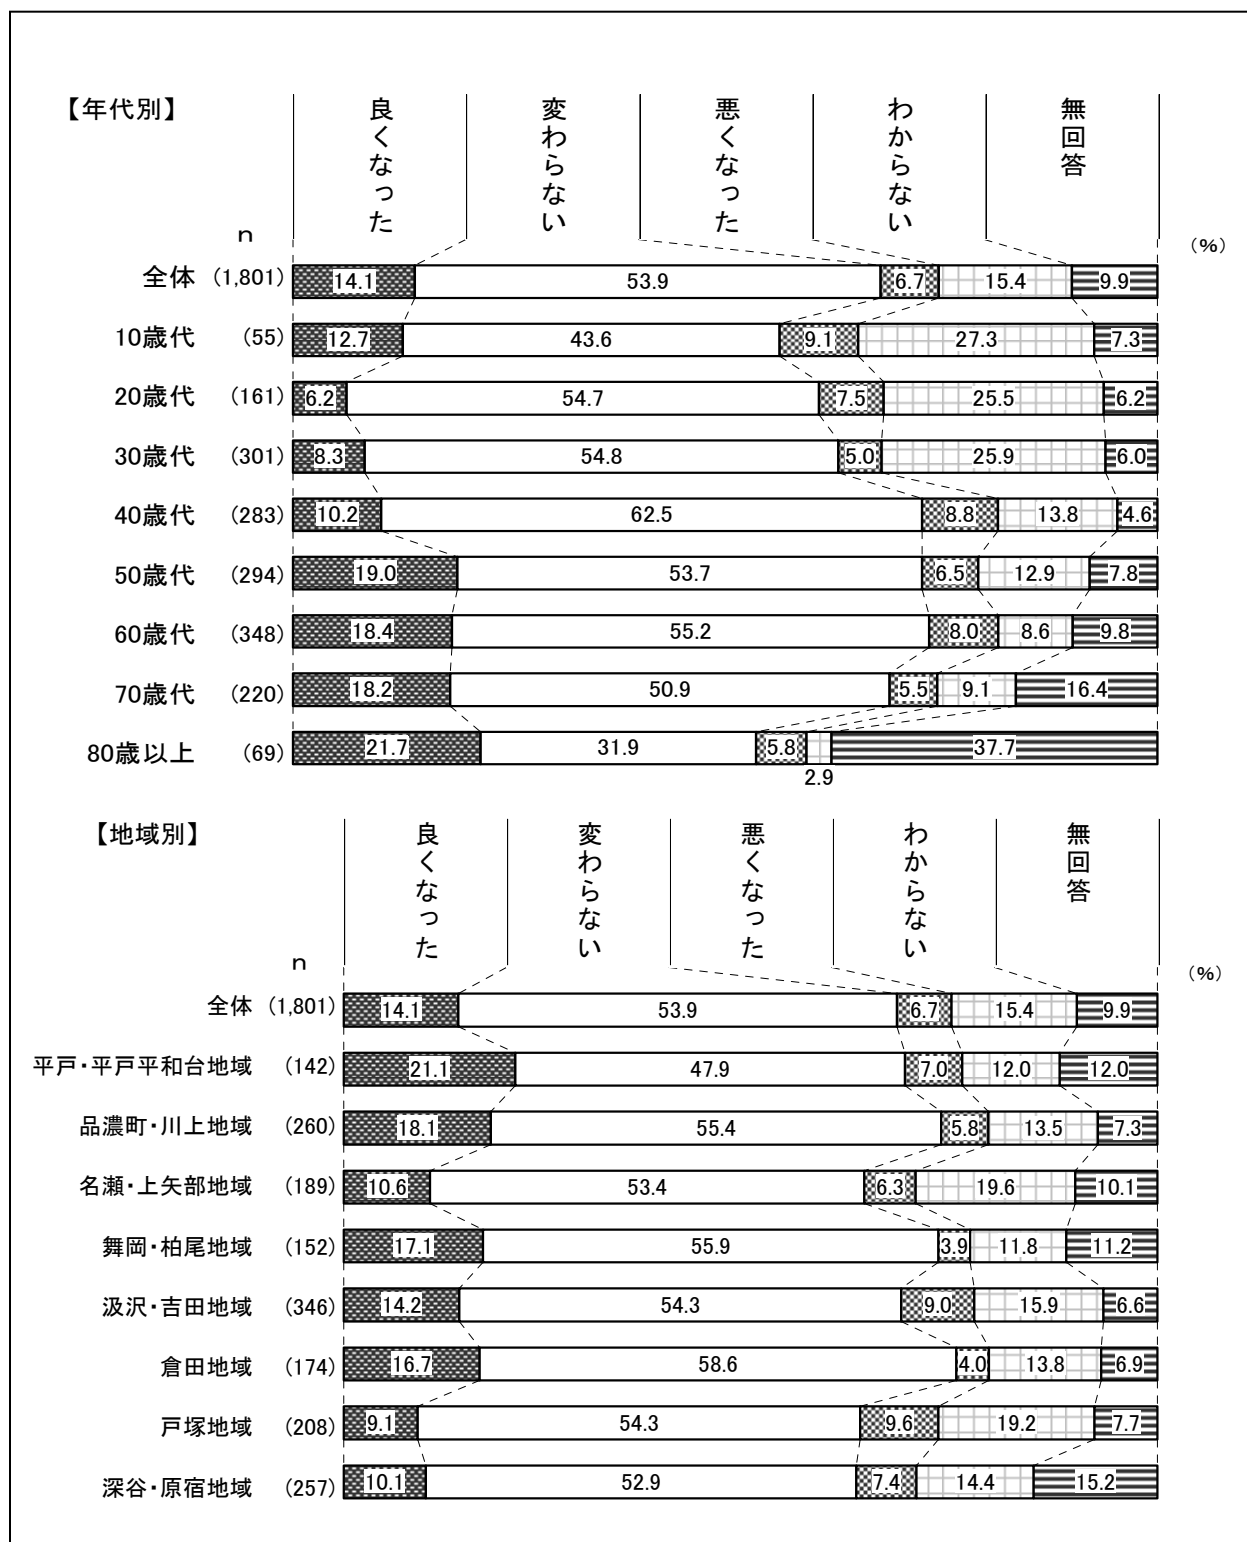 【年代別】
良くなった 変わらない 悪くなった わからない 無回答
n
(%)
全体 (1,801) 14.1 53.9 6.7 15.4 9.9
10歳代 (55) 12.7 43.6 9.1 27.3 7.3
20歳代 (161) 6.2 54.7 7.5 25.5 6.2
30歳代 (301) 8.3 54.8 5.0 25.9 6.0
40歳代 (283) 10.2 62.5 8.8 13.8 4.6
50歳代 (294) 19.0 53.7 6.5 12.9 7.8
60歳代 (348) 18.4 55.2 8.0 8.6 9.8
70歳代 (220) 18.2 50.9 5.5 9.1 16.4
80歳以上 (69) 21.7 31.9 5.8 2.9 37.7
【地域別】
良くなった 変わらない 悪くなった わからない 無回答
n
(%)
全体 (1,801) 14.1 53.9 6.7 15.4 9.9
平戸・平戸平和台地域 (142) 21.1 47.9 7.0 12.0 12.0
品濃町・川上地域 (260) 18.1 55.4 5.8 13.5 7.3
名瀬・上矢部地域 (189) 10.6 53.4 6.3 19.6 10.1
舞岡・柏尾地域 (152) 17.1 55.9 3.9 11.8 11.2
汲沢・吉田地域 (346) 14.2 54.3 9.0 15.9 6.6
倉田地域 (174) 16.7 58.6 4.0 13.8 6.9
戸塚地域 (208) 9.1 54.3 9.6 19.2 7.7
深谷・原宿地域 (257) 10.1 52.9 7.4 14.4 15.2